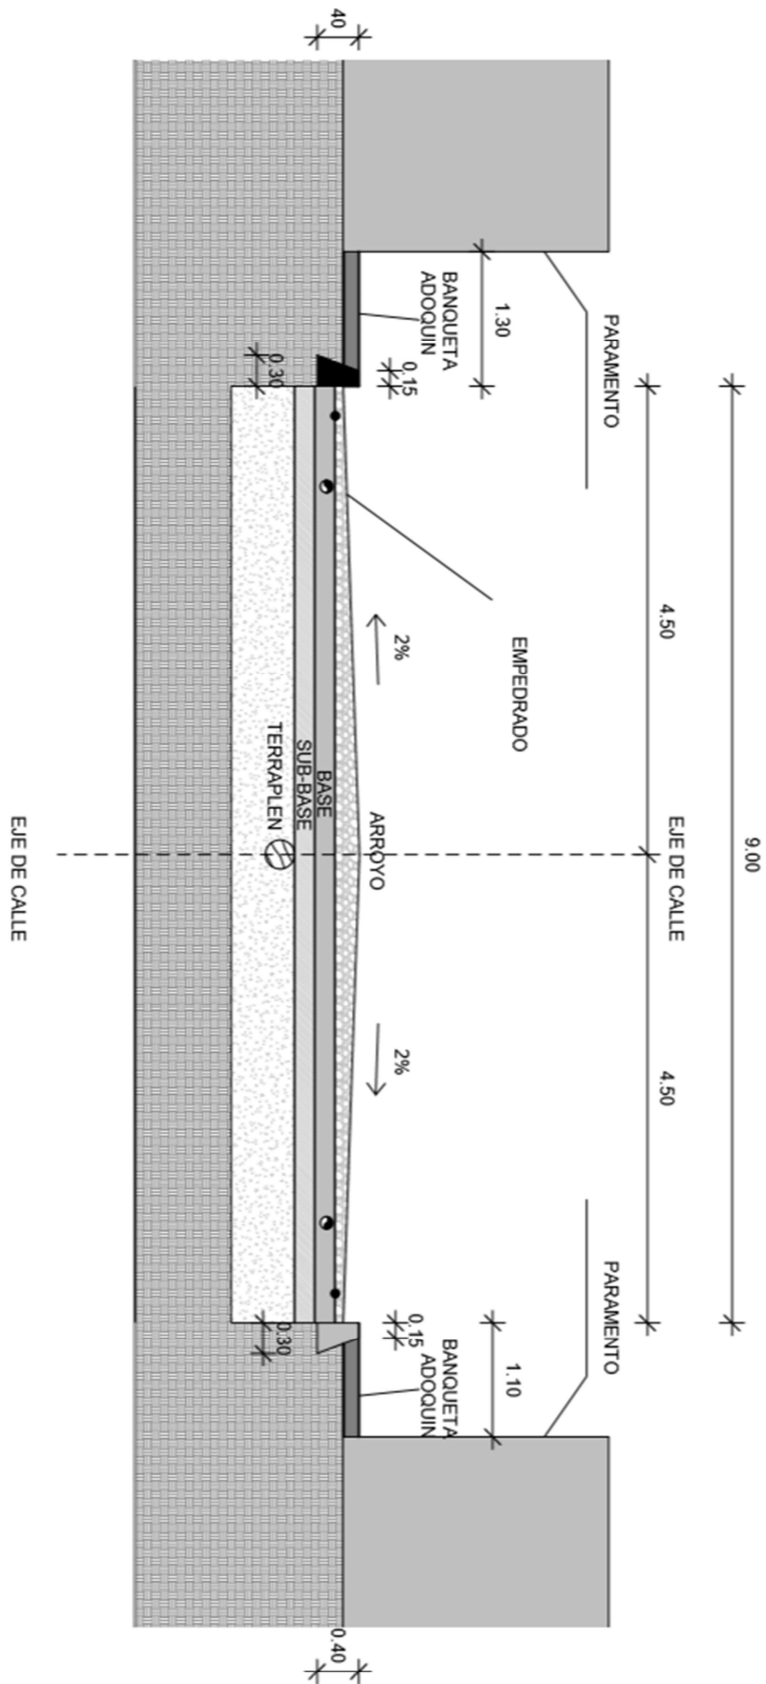 9.00
4.50
EJE DE CALLE
4.50
PARAMENTO
PARAMENTO
1.30
1.10
BANQUETA
ADOQUIN
BANQUETA
ADOQUIN
EMPEDRADO
0.15
0.15
2%
2%
ARROYO
40
0.40
BASE
SUB-BASE
TERRAPLEN
0.30
0.30
EJE DE CALLE